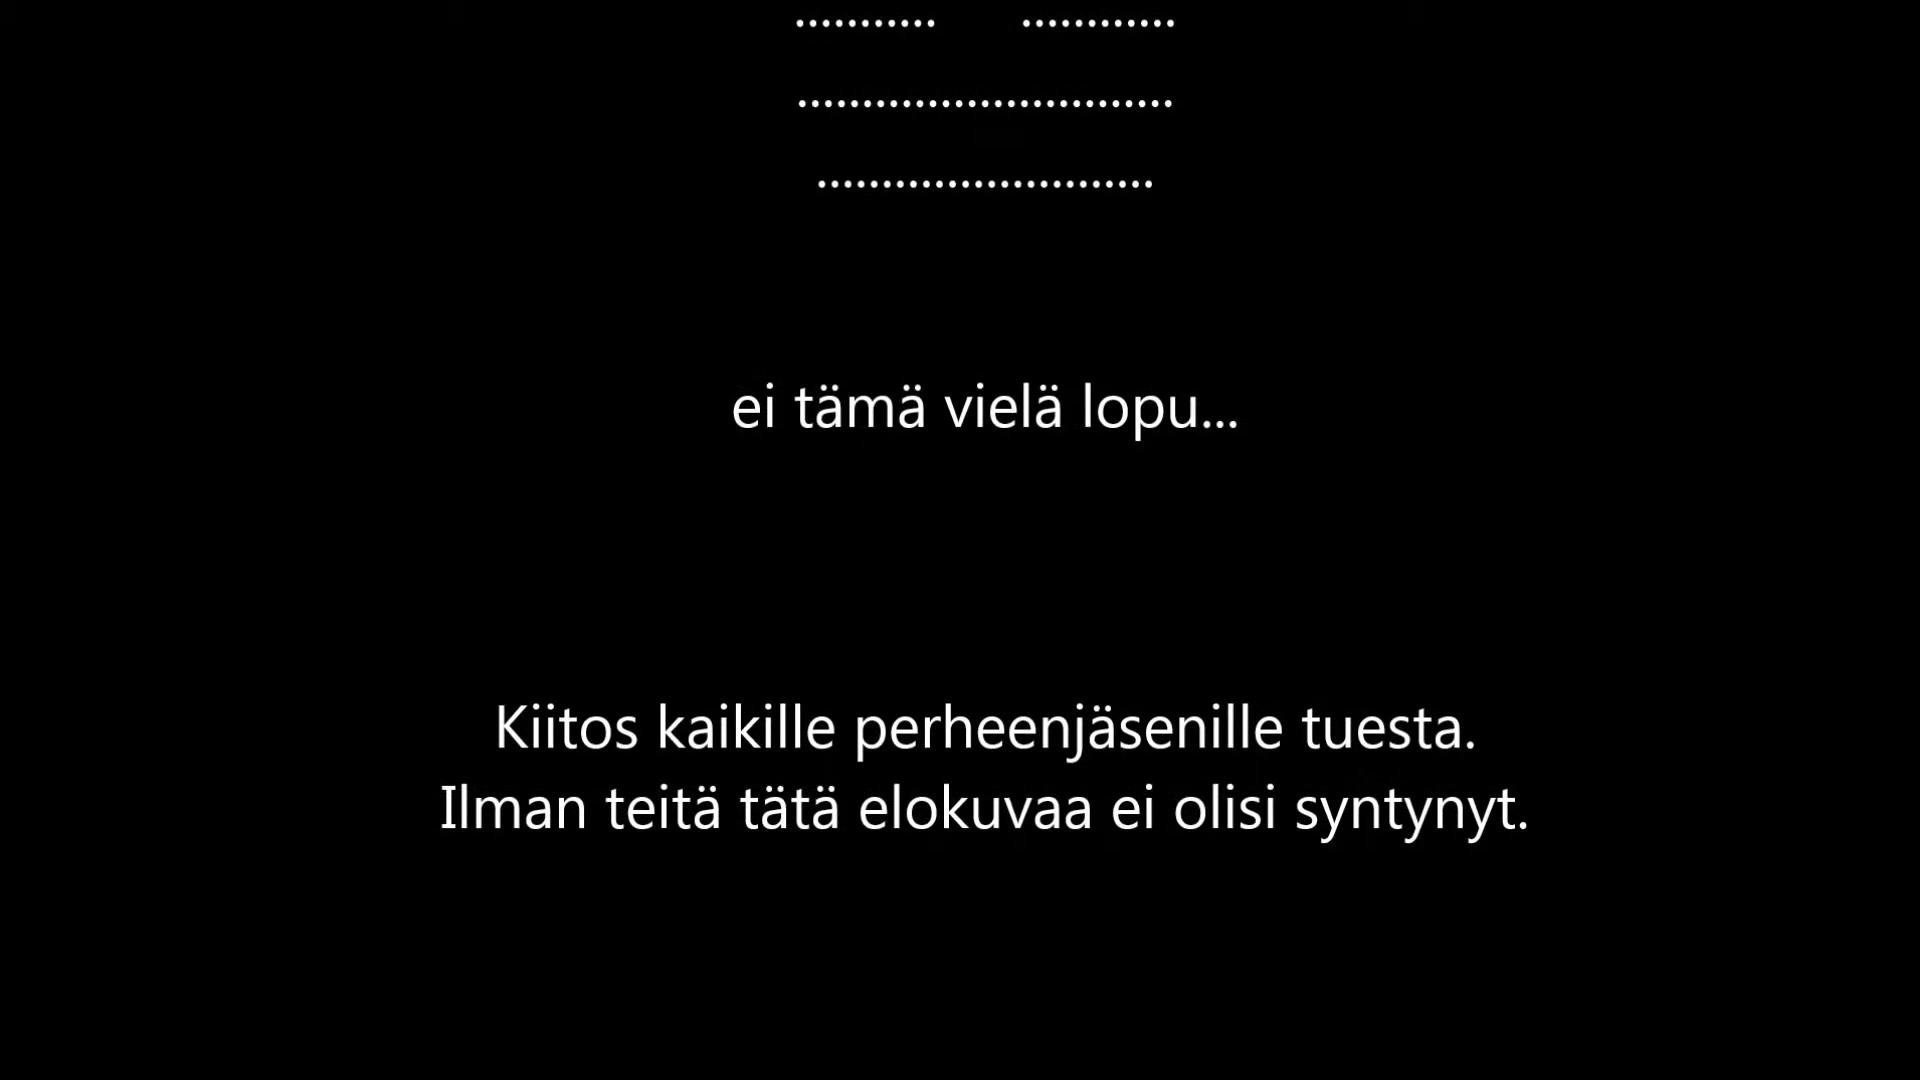 ...........       ............
.............................
..........................
ei tämä vielä lopu...
Kiitos kaikille perheenjäsenille tuesta.
Ilman teitä tätä elokuvaa ei olisi syntynyt.